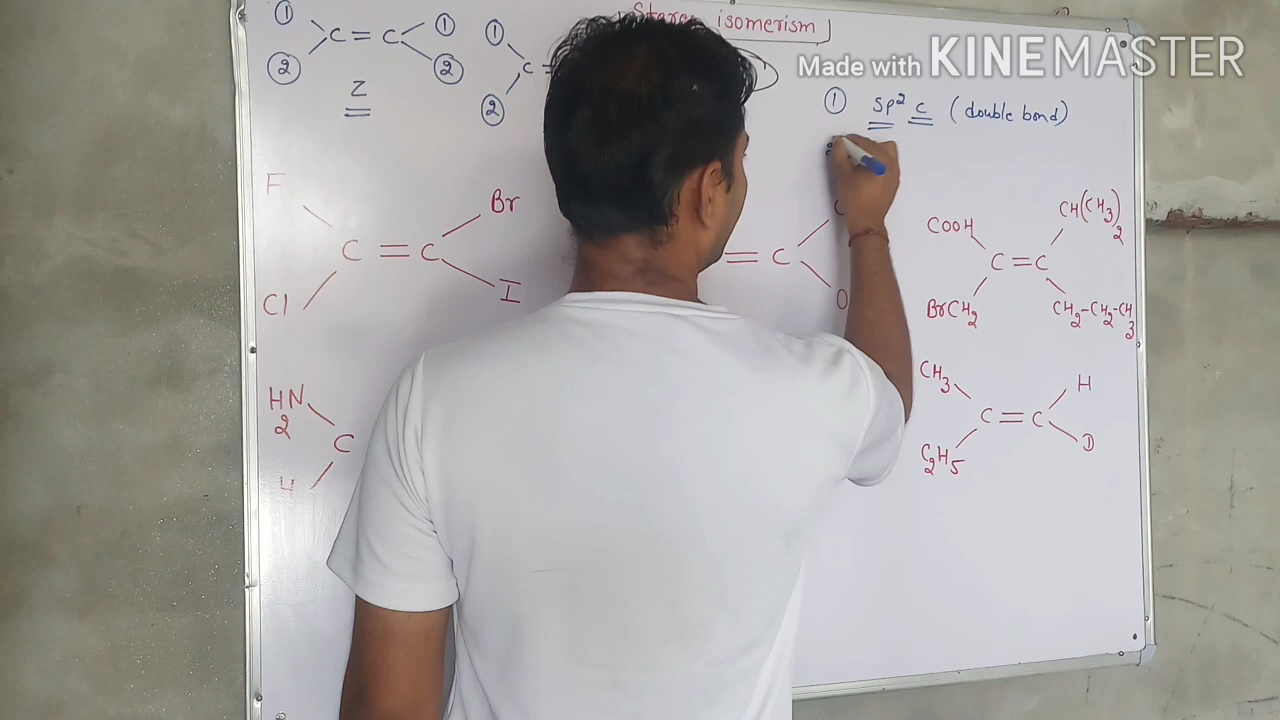 Stareo isomerism
Made with KINEMASTER
① C = C ①
② ②
Z
① C =
②
① Sp² C (double bond)
F Br
C = C
Cl I
= C
COOH CH(CH₃)₂
C = C
BrCH₂ CH₂-CH₂-CH₃
H₂N
C
H
CH₃ H
C = C
C₂H₅ D